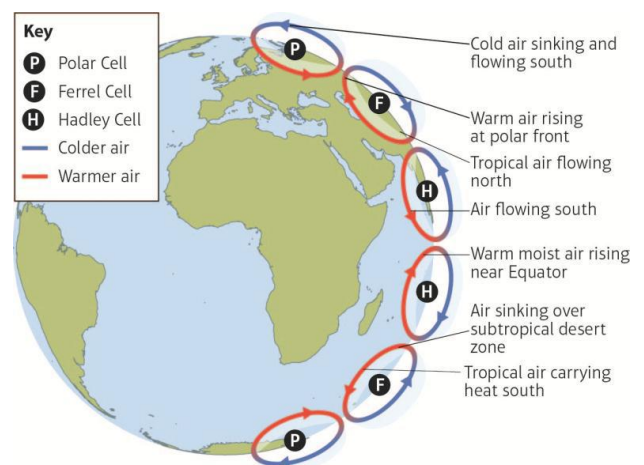 Key
P Polar Cell
F Ferrel Cell
H Hadley Cell
Colder air
Warmer air
P
F
H
H
F
P
Cold air sinking and
flowing south
Warm air rising
at polar front
Tropical air flowing
north
Air flowing south
Warm moist air rising
near Equator
Air sinking over
subtropical desert
zone
Tropical air carrying
heat south